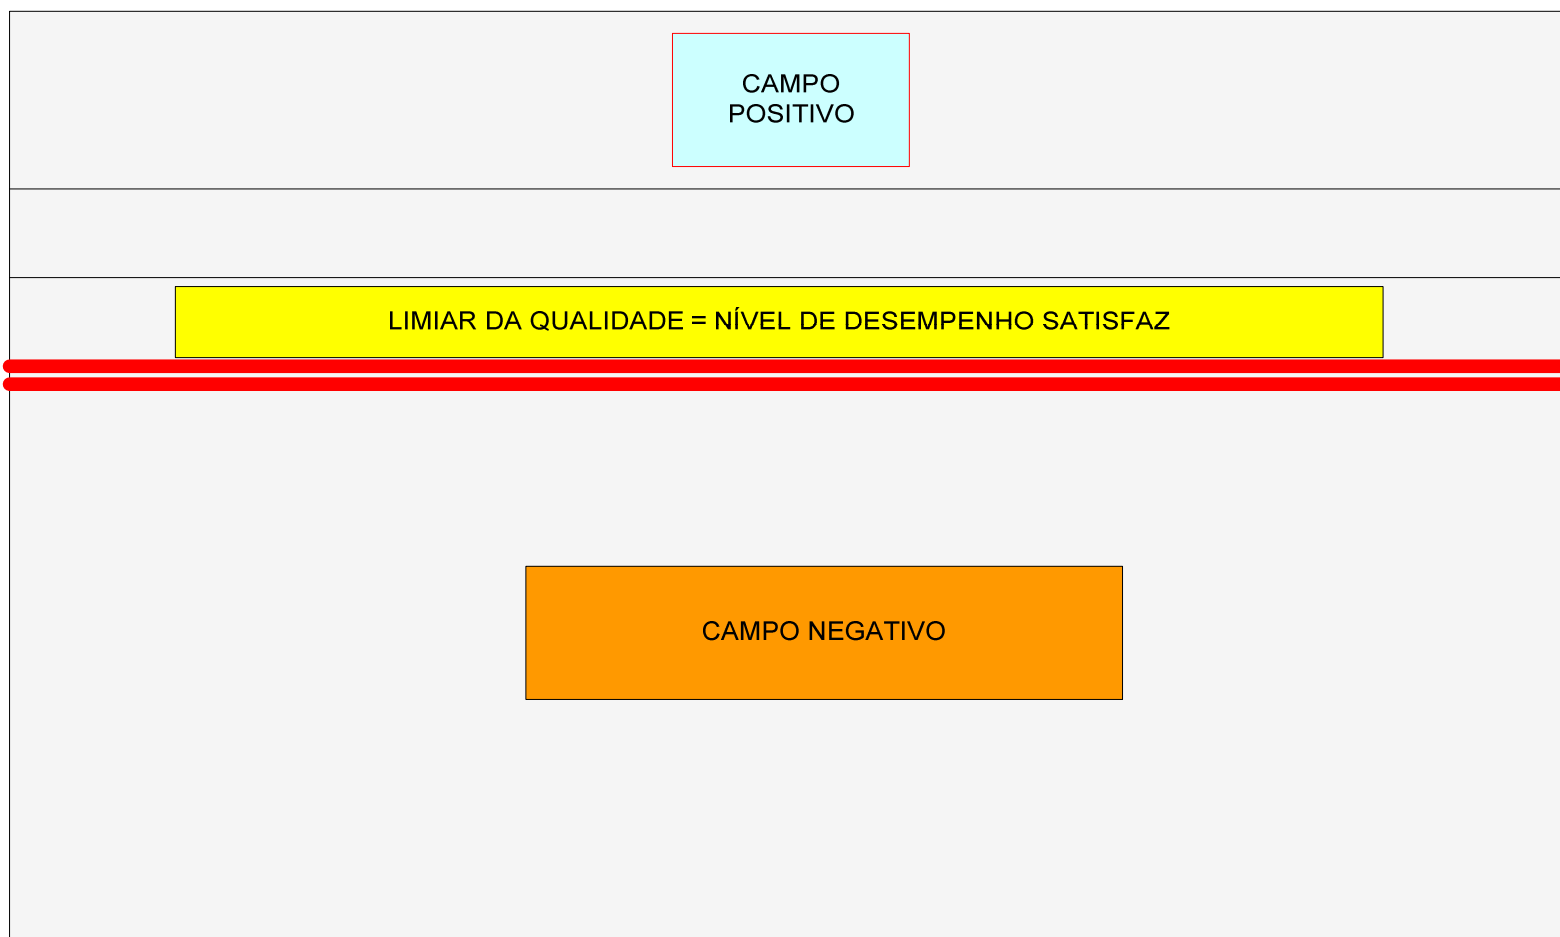 CAMPO
POSITIVO
LIMIAR DA QUALIDADE = NÍVEL DE DESEMPENHO SATISFAZ
CAMPO NEGATIVO